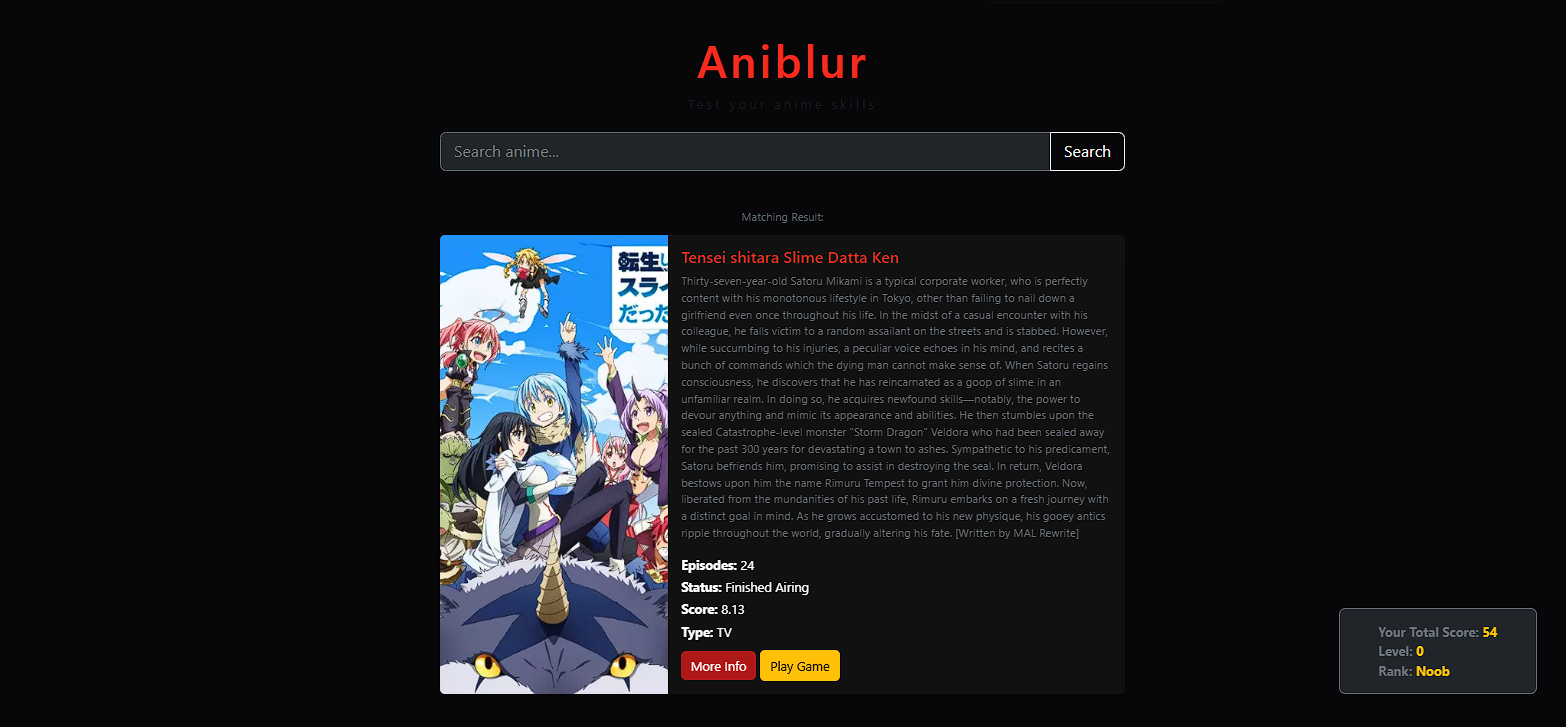 Aniblur
Test your anime skills
Search anime...
Search
Matching Result:
転生し
スライ
だった
Tensei shitara Slime Datta Ken
Thirty-seven-year-old Satoru Mikami is a typical corporate worker, who is perfectly
content with his monotonous lifestyle in Tokyo, other than failing to nail down a
girlfriend even once throughout his life. In the midst of a casual encounter with his
colleague, he falls victim to a random assailant on the streets and is stabbed. However,
while succumbing to his injuries, a peculiar voice echoes in his mind, and recites a
bunch of commands which the dying man cannot make sense of. When Satoru regains
consciousness, he discovers that he has reincarnated as a goop of slime in an
unfamiliar realm. In doing so, he acquires newfound skills—notably, the power to
devour anything and mimic its appearance and abilities. He then stumbles upon the
sealed Catastrophe-level monster "Storm Dragon" Veldora who had been sealed away
for the past 300 years for devastating a town to ashes. Sympathetic to his predicament,
Satoru befriends him, promising to assist in destroying the seal. In return, Veldora
bestows upon him the name Rimuru Tempest to grant him divine protection. Now,
liberated from the mundanities of his past life, Rimuru embarks on a fresh journey with
a distinct goal in mind. As he grows accustomed to his new physique, his gooey antics
ripple throughout the world, gradually altering his fate. [Written by MAL Rewrite]
Episodes: 24
Status: Finished Airing
Score: 8.13
Type: TV
More Info
Play Game
Your Total Score: 54
Level: 0
Rank: Noob